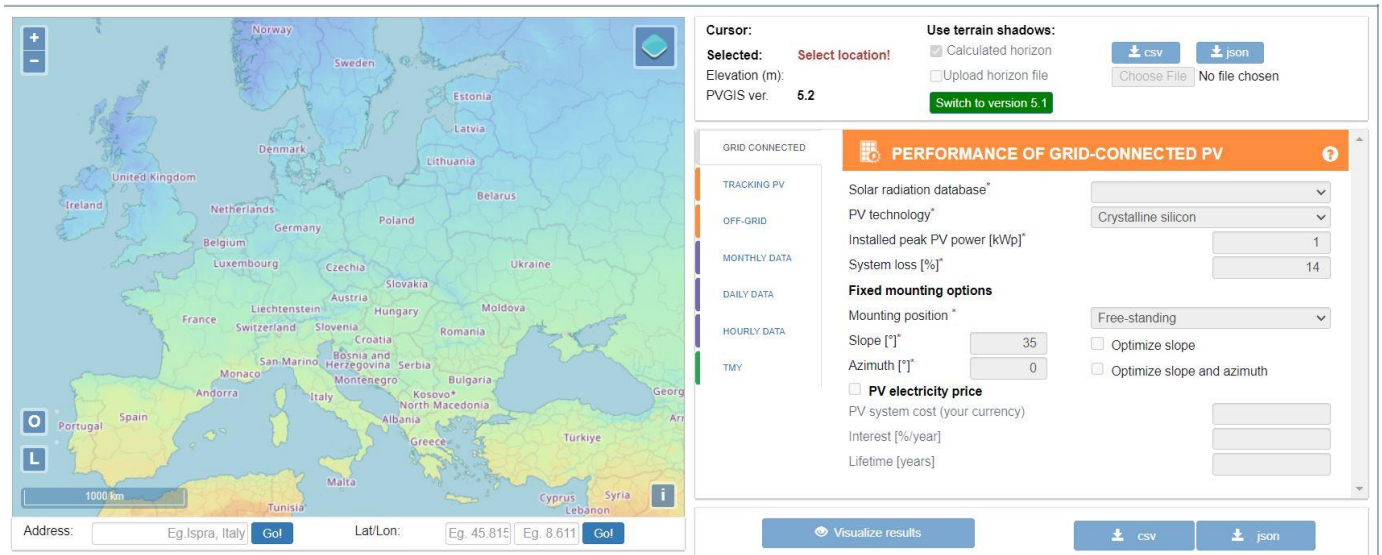 +
−
Norway
Sweden
Estonia
Latvia
Denmark
Lithuania
United Kingdom
Ireland
Belarus
Netherlands
Poland
Germany
Belgium
Luxembourg
Czechia
Ukraine
Slovakia
Austria
Liechtenstein
Hungary
Moldova
France
Switzerland
Slovenia
Romania
Croatia
San Marino
Bosnia and
Herzegovina
Serbia
Monaco
Montenegro
Bulgaria
Andorra
Italy
Kosovo*
Georg
North Macedonia
Spain
Portugal
Albania
Türkiye
Greece
O
L
Malta
1000 km
Tunisia
Cyprus
Syria
Lebanon
i
Address:
Eg.Ispra, Italy
Go!
Lat/Lon:
Eg. 45.815
Eg. 8.611
Go!
Cursor:
Use terrain shadows:
Selected: Select location!
Calculated horizon
csv
json
Elevation (m):
Upload horizon file
Choose File No file chosen
PVGIS ver. 5.2
Switch to version 5.1
GRID CONNECTED
TRACKING PV
OFF-GRID
MONTHLY DATA
DAILY DATA
HOURLY DATA
TMY
PERFORMANCE OF GRID-CONNECTED PV
?
Solar radiation database*
PV technology* Crystalline silicon
Installed peak PV power [kWp]* 1
System loss [%]* 14
Fixed mounting options
Mounting position * Free-standing
Slope [°]* 35 Optimize slope
Azimuth [°]* 0 Optimize slope and azimuth
PV electricity price
PV system cost (your currency)
Interest [%/year]
Lifetime [years]
Visualize results
csv
json